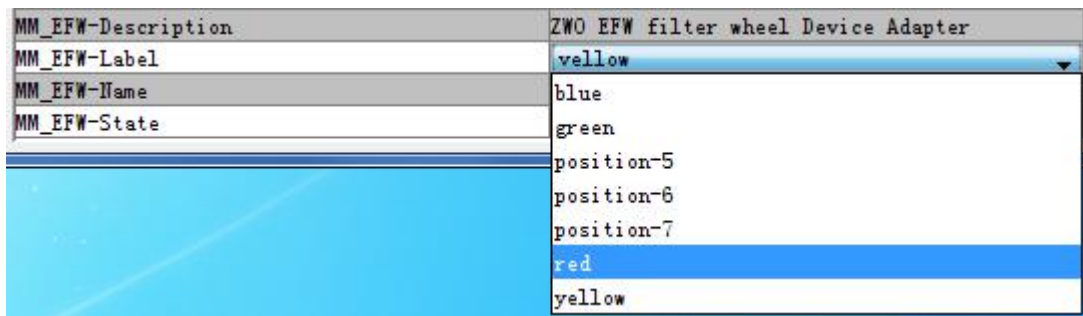 MM_EFW-Description ZWO EFW filter wheel Device Adapter
MM_EFW-Label yellow
MM_EFW-Name
MM_EFW-State
blue
green
position-5
position-6
position-7
red
yellow